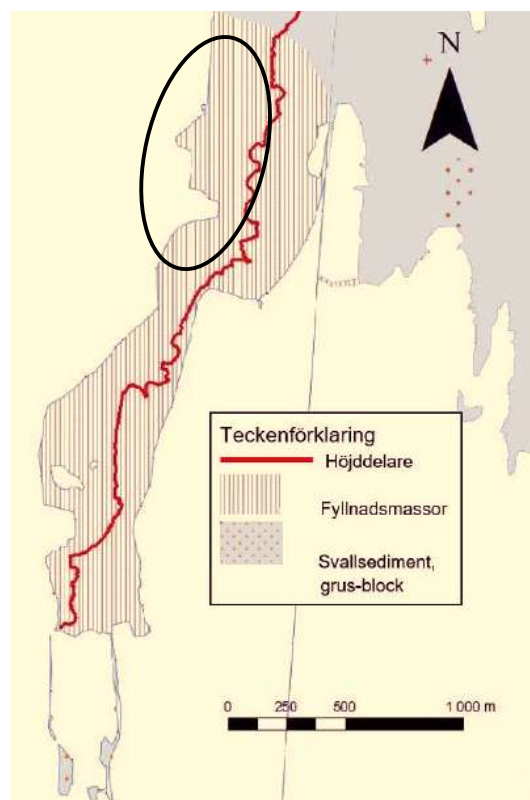 N
Teckenförklaring
Höjddelare
Fyllnadsmassor
Svallsediment,
grus-block
0 250 500 1 000 m